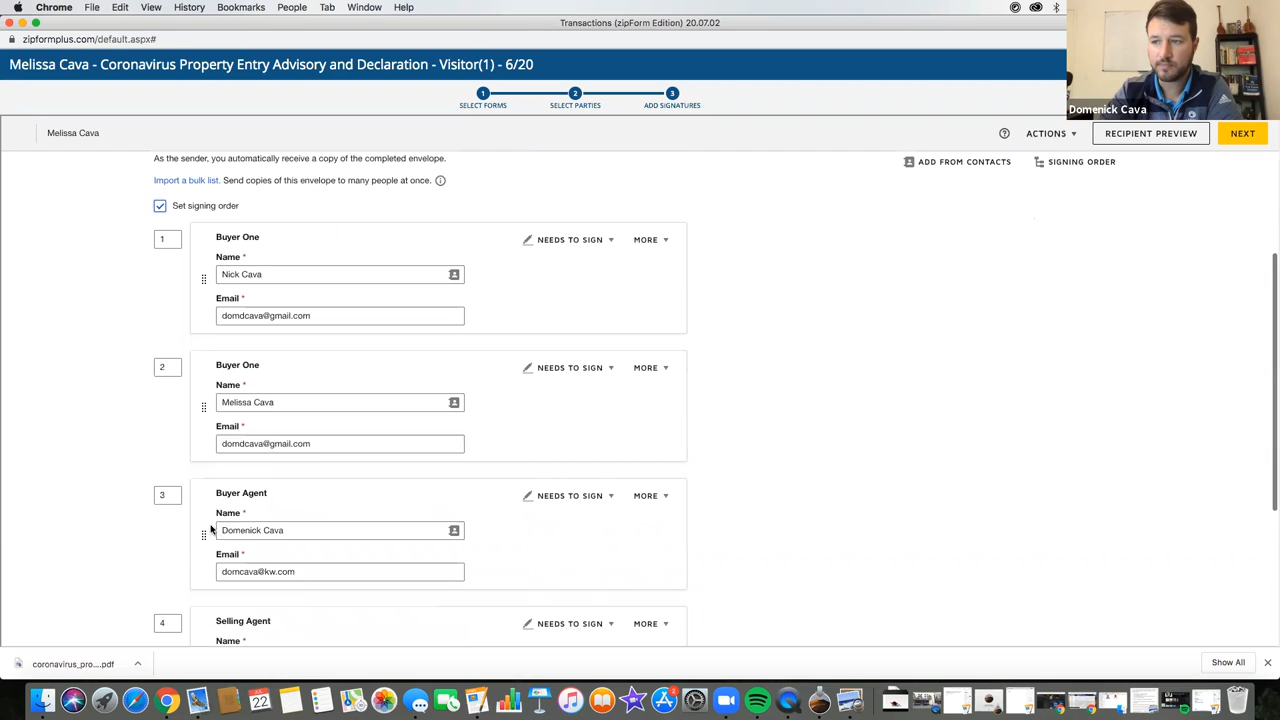 Chrome File Edit View History Bookmarks People Tab Window Help
Transactions (zipForm Edition) 20.07.02
zipformplus.com/default.aspx#
Melissa Cava - Coronavirus Property Entry Advisory and Declaration - Visitor(1) - 6/20
1 2 3
SELECT FORMS SELECT PARTIES ADD SIGNATURES
Domenick Cava
Melissa Cava
ACTIONS RECIPIENT PREVIEW NEXT
As the sender, you automatically receive a copy of the completed envelope.
ADD FROM CONTACTS SIGNING ORDER
Import a bulk list. Send copies of this envelope to many people at once.
Set signing order
1 Buyer One NEEDS TO SIGN MORE
Name *
Nick Cava
Email *
domdcava@gmail.com
2 Buyer One NEEDS TO SIGN MORE
Name *
Melissa Cava
Email *
domdcava@gmail.com
3 Buyer Agent NEEDS TO SIGN MORE
Name *
Domenick Cava
Email *
domcava@kw.com
4 Selling Agent NEEDS TO SIGN MORE
Name *
coronavirus_pro....pdf
Show All
22